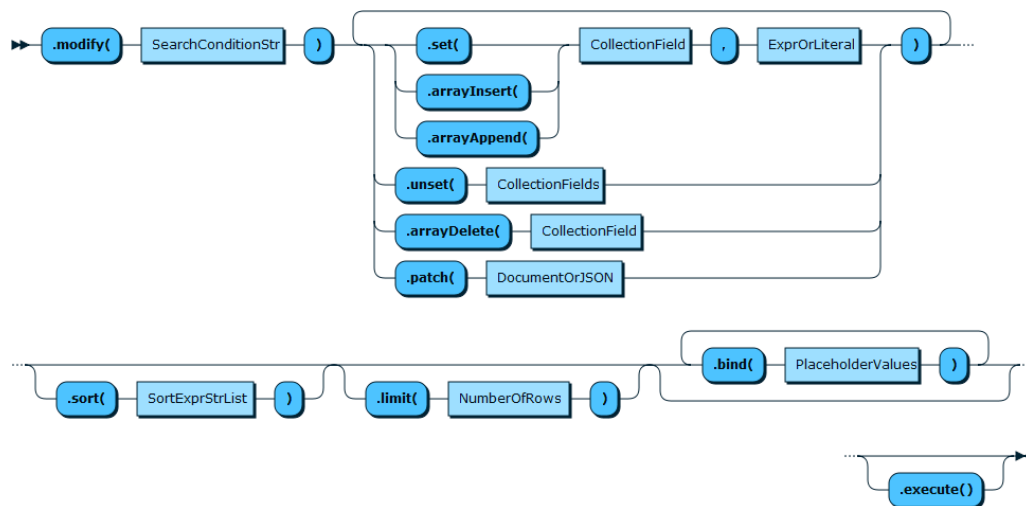 .modify( SearchConditionStr ) .set( CollectionField , ExprOrLiteral )
.arrayInsert(
.arrayAppend(
.unset( CollectionFields
.arrayDelete( CollectionField
.patch( DocumentOrJSON
.bind( PlaceholderValues )
.sort( SortExprStrList ) .limit( NumberOfRows )
.execute()